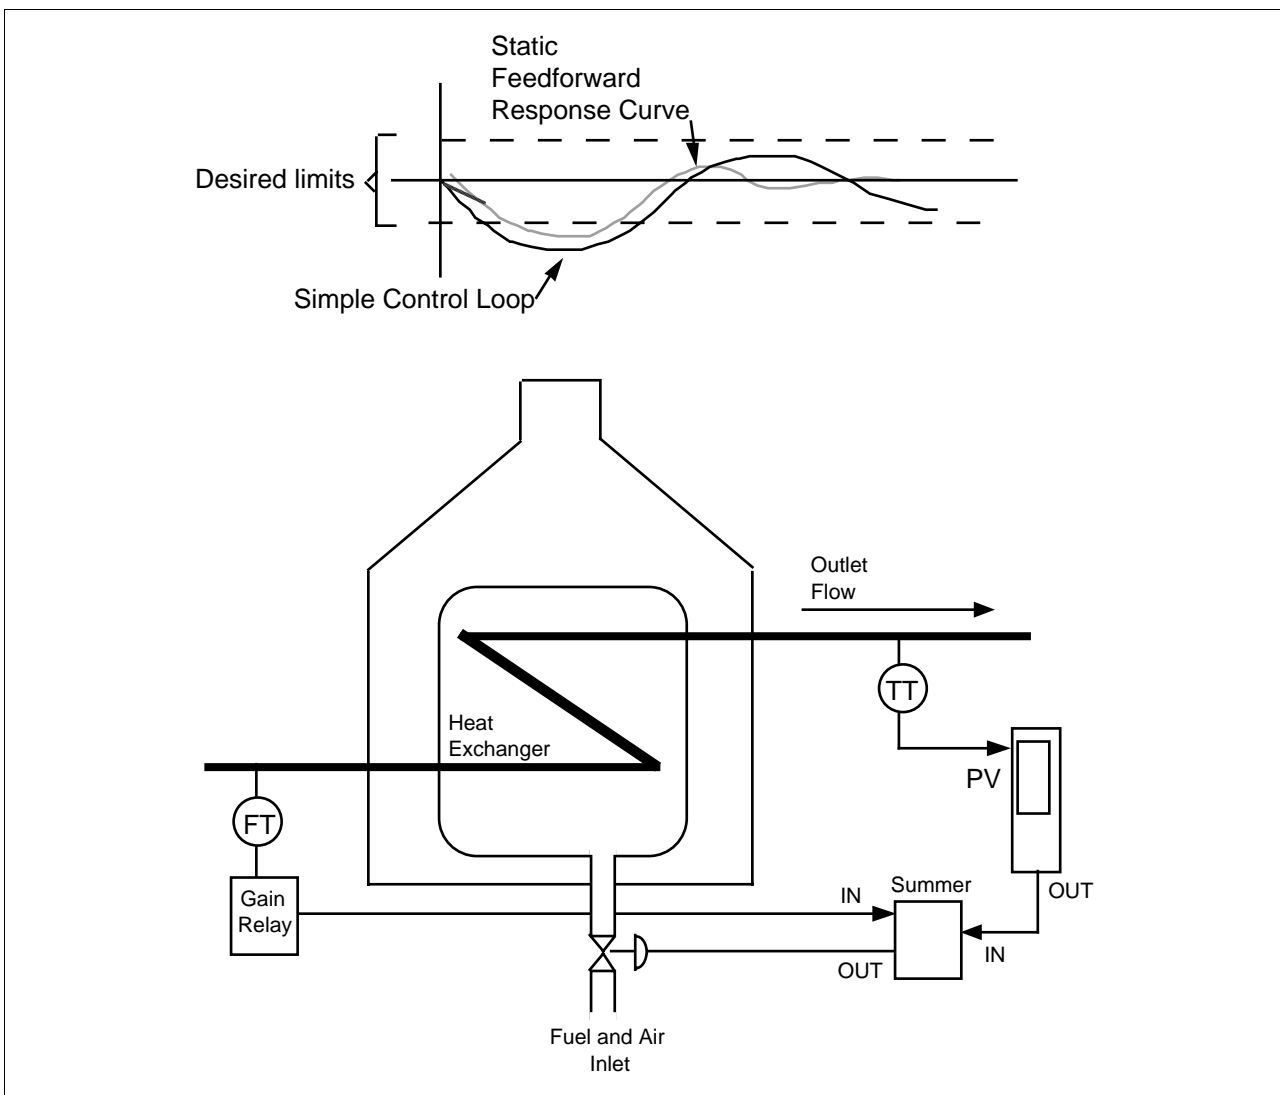 Static
Feedforward
Response Curve
Desired limits
Simple Control Loop
Outlet
Flow
TT
Heat
Exchanger
PV
FT
Gain
Relay
Summer
OUT
IN
IN
OUT
Fuel and Air
Inlet